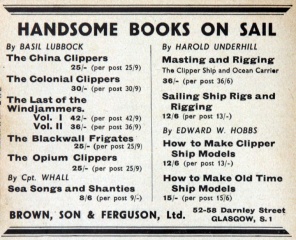 HANDSOME BOOKS ON SAIL
By BASIL LUBBOCK
The China Clippers
25/- (per post 25/9)
The Colonial Clippers
30/- (per post 30/9)
The Last of the
Windjammers.
Vol. I 42/- (per post 42/9)
Vol. II 36/- (per post 36/9)
The Blackwall Frigates
25/- (per post 25/9)
The Opium Clippers
25/- (per post 25/9)
By Cpt. WHALL
Sea Songs and Shanties
8/6 (per post 9/-)
By HAROLD UNDERHILL
Masting and Rigging
The Clipper Ship and Ocean Carrier
36/- (per post 36/6)
Sailing Ship Rigs and
Rigging
12/6 (per post 13/-)
By EDWARD W. HOBBS
How to Make Clipper
Ship Models
12/6 (per post 13/-)
How to Make Old Time
Ship Models
15/- (per post 15/6)
BROWN, SON & FERGUSON, Ltd.
52-58 Darnley Street
GLASGOW, S.1